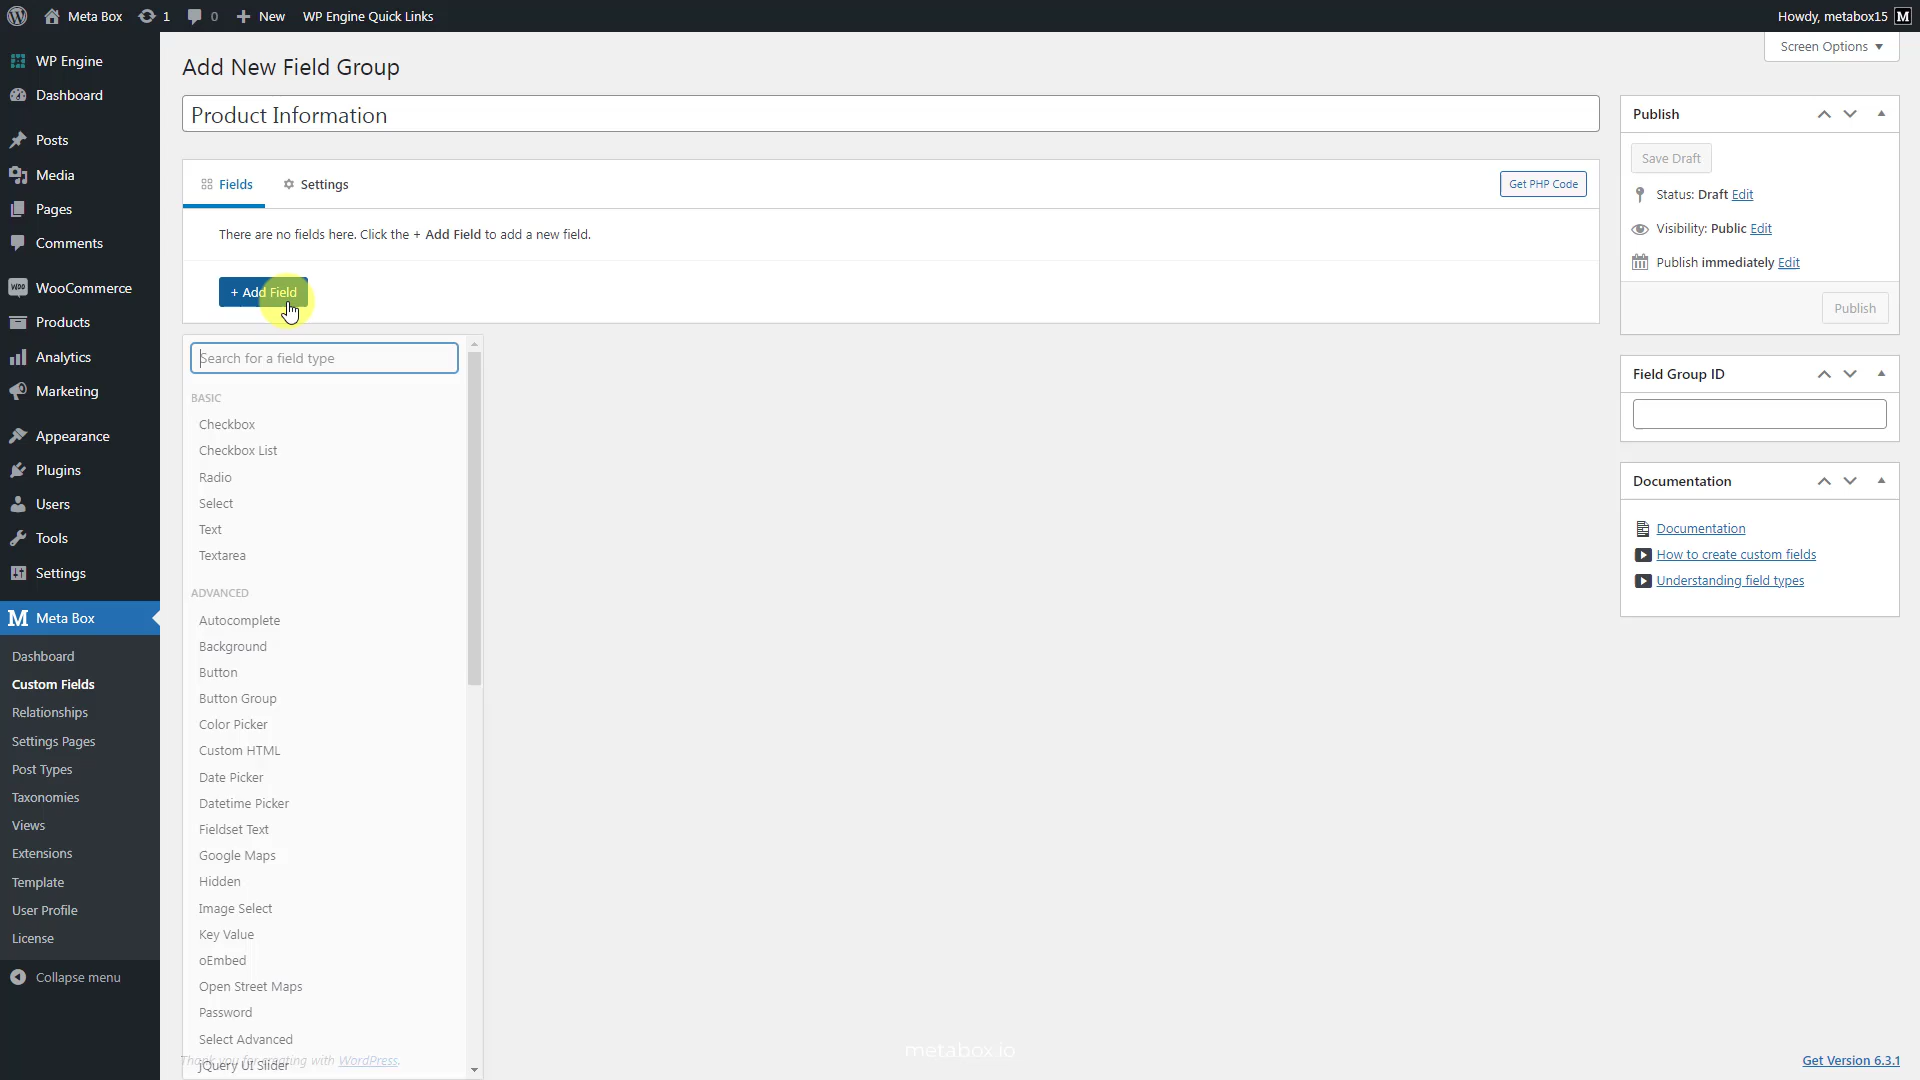 Meta Box
1
0
New
WP Engine Quick Links
Howdy, metabox15
WP Engine
Dashboard
Posts
Media
Pages
Comments
WooCommerce
Products
Analytics
Marketing
Appearance
Plugins
Users
Tools
Settings
Meta Box
Dashboard
Custom Fields
Relationships
Settings Pages
Post Types
Taxonomies
Views
Extensions
Template
User Profile
License
Collapse menu
Screen Options
Add New Field Group
Product Information
Fields
Settings
Get PHP Code
There are no fields here. Click the + Add Field to add a new field.
+ Add Field
Search for a field type
BASIC
Checkbox
Checkbox List
Radio
Select
Text
Textarea
ADVANCED
Autocomplete
Background
Button
Button Group
Color Picker
Custom HTML
Date Picker
Datetime Picker
Fieldset Text
Google Maps
Hidden
Image Select
Key Value
oEmbed
Open Street Maps
Password
Select Advanced
jQuery UI Slider
Thank you for creating with WordPress.
Publish
Save Draft
Status: Draft Edit
Visibility: Public Edit
Publish immediately Edit
Publish
Field Group ID
Documentation
Documentation
How to create custom fields
Understanding field types
metabox.io
Get Version 6.3.1